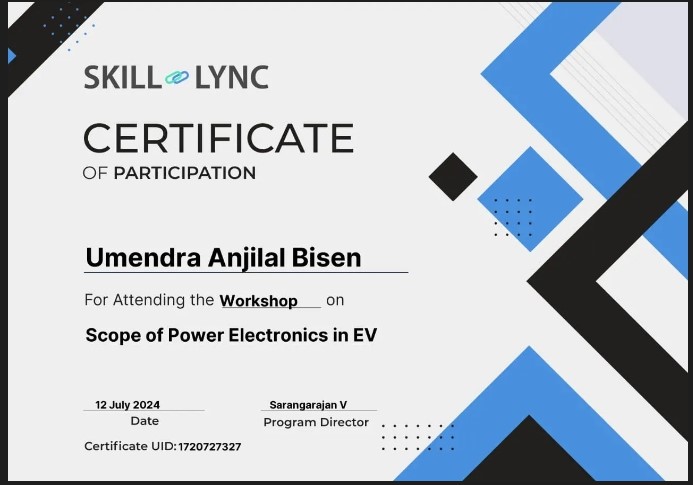 SKILL LYNC
CERTIFICATE
OF PARTICIPATION
Umendra Anjilal Bisen
For Attending the Workshop on
Scope of Power Electronics in EV
12 July 2024
Date
Sarangarajan V
Program Director
Certificate UID: 1720727327